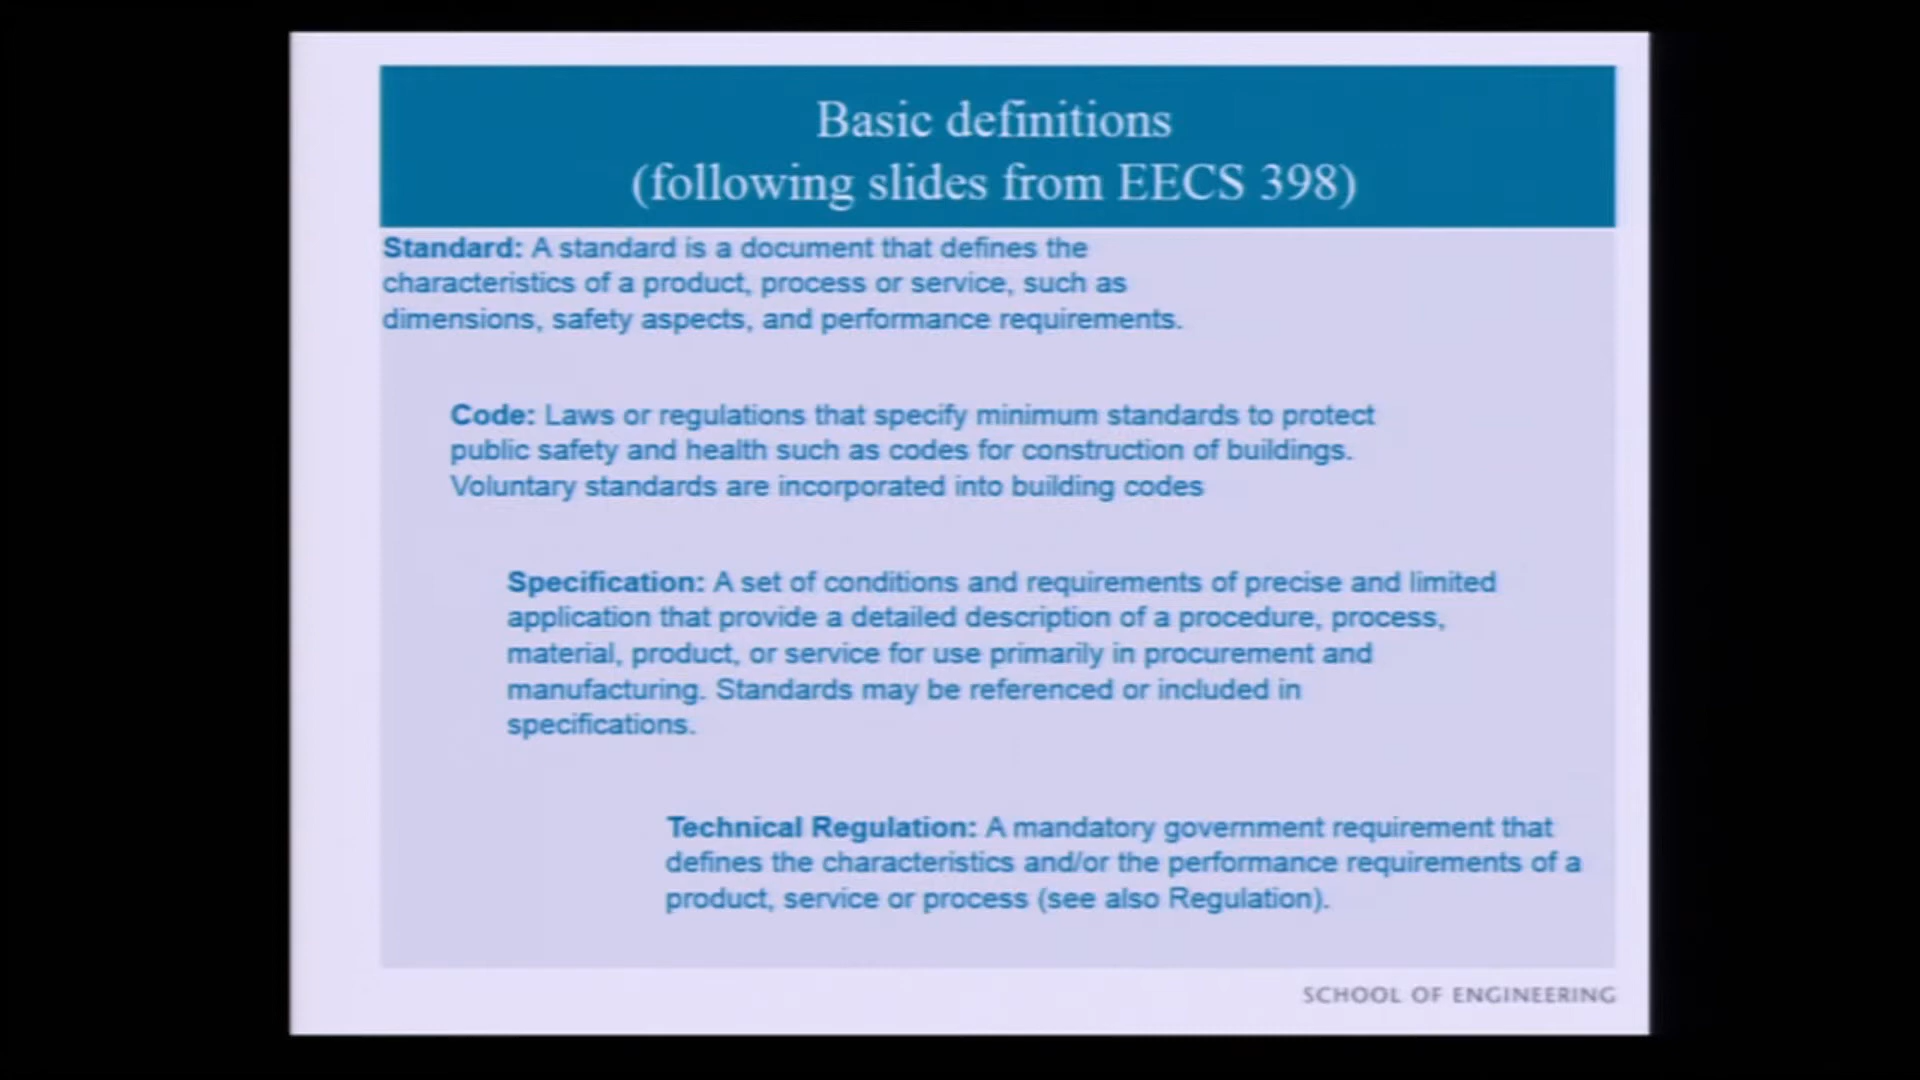 Basic definitions
(following slides from EECS 398)
Standard: A standard is a document that defines the
characteristics of a product, process or service, such as
dimensions, safety aspects, and performance requirements.
Code: Laws or regulations that specify minimum standards to protect
public safety and health such as codes for construction of buildings.
Voluntary standards are incorporated into building codes
Specification: A set of conditions and requirements of precise and limited
application that provide a detailed description of a procedure, process,
material, product, or service for use primarily in procurement and
manufacturing. Standards may be referenced or included in
specifications.
Technical Regulation: A mandatory government requirement that
defines the characteristics and/or the performance requirements of a
product, service or process (see also Regulation).
SCHOOL OF ENGINEERING